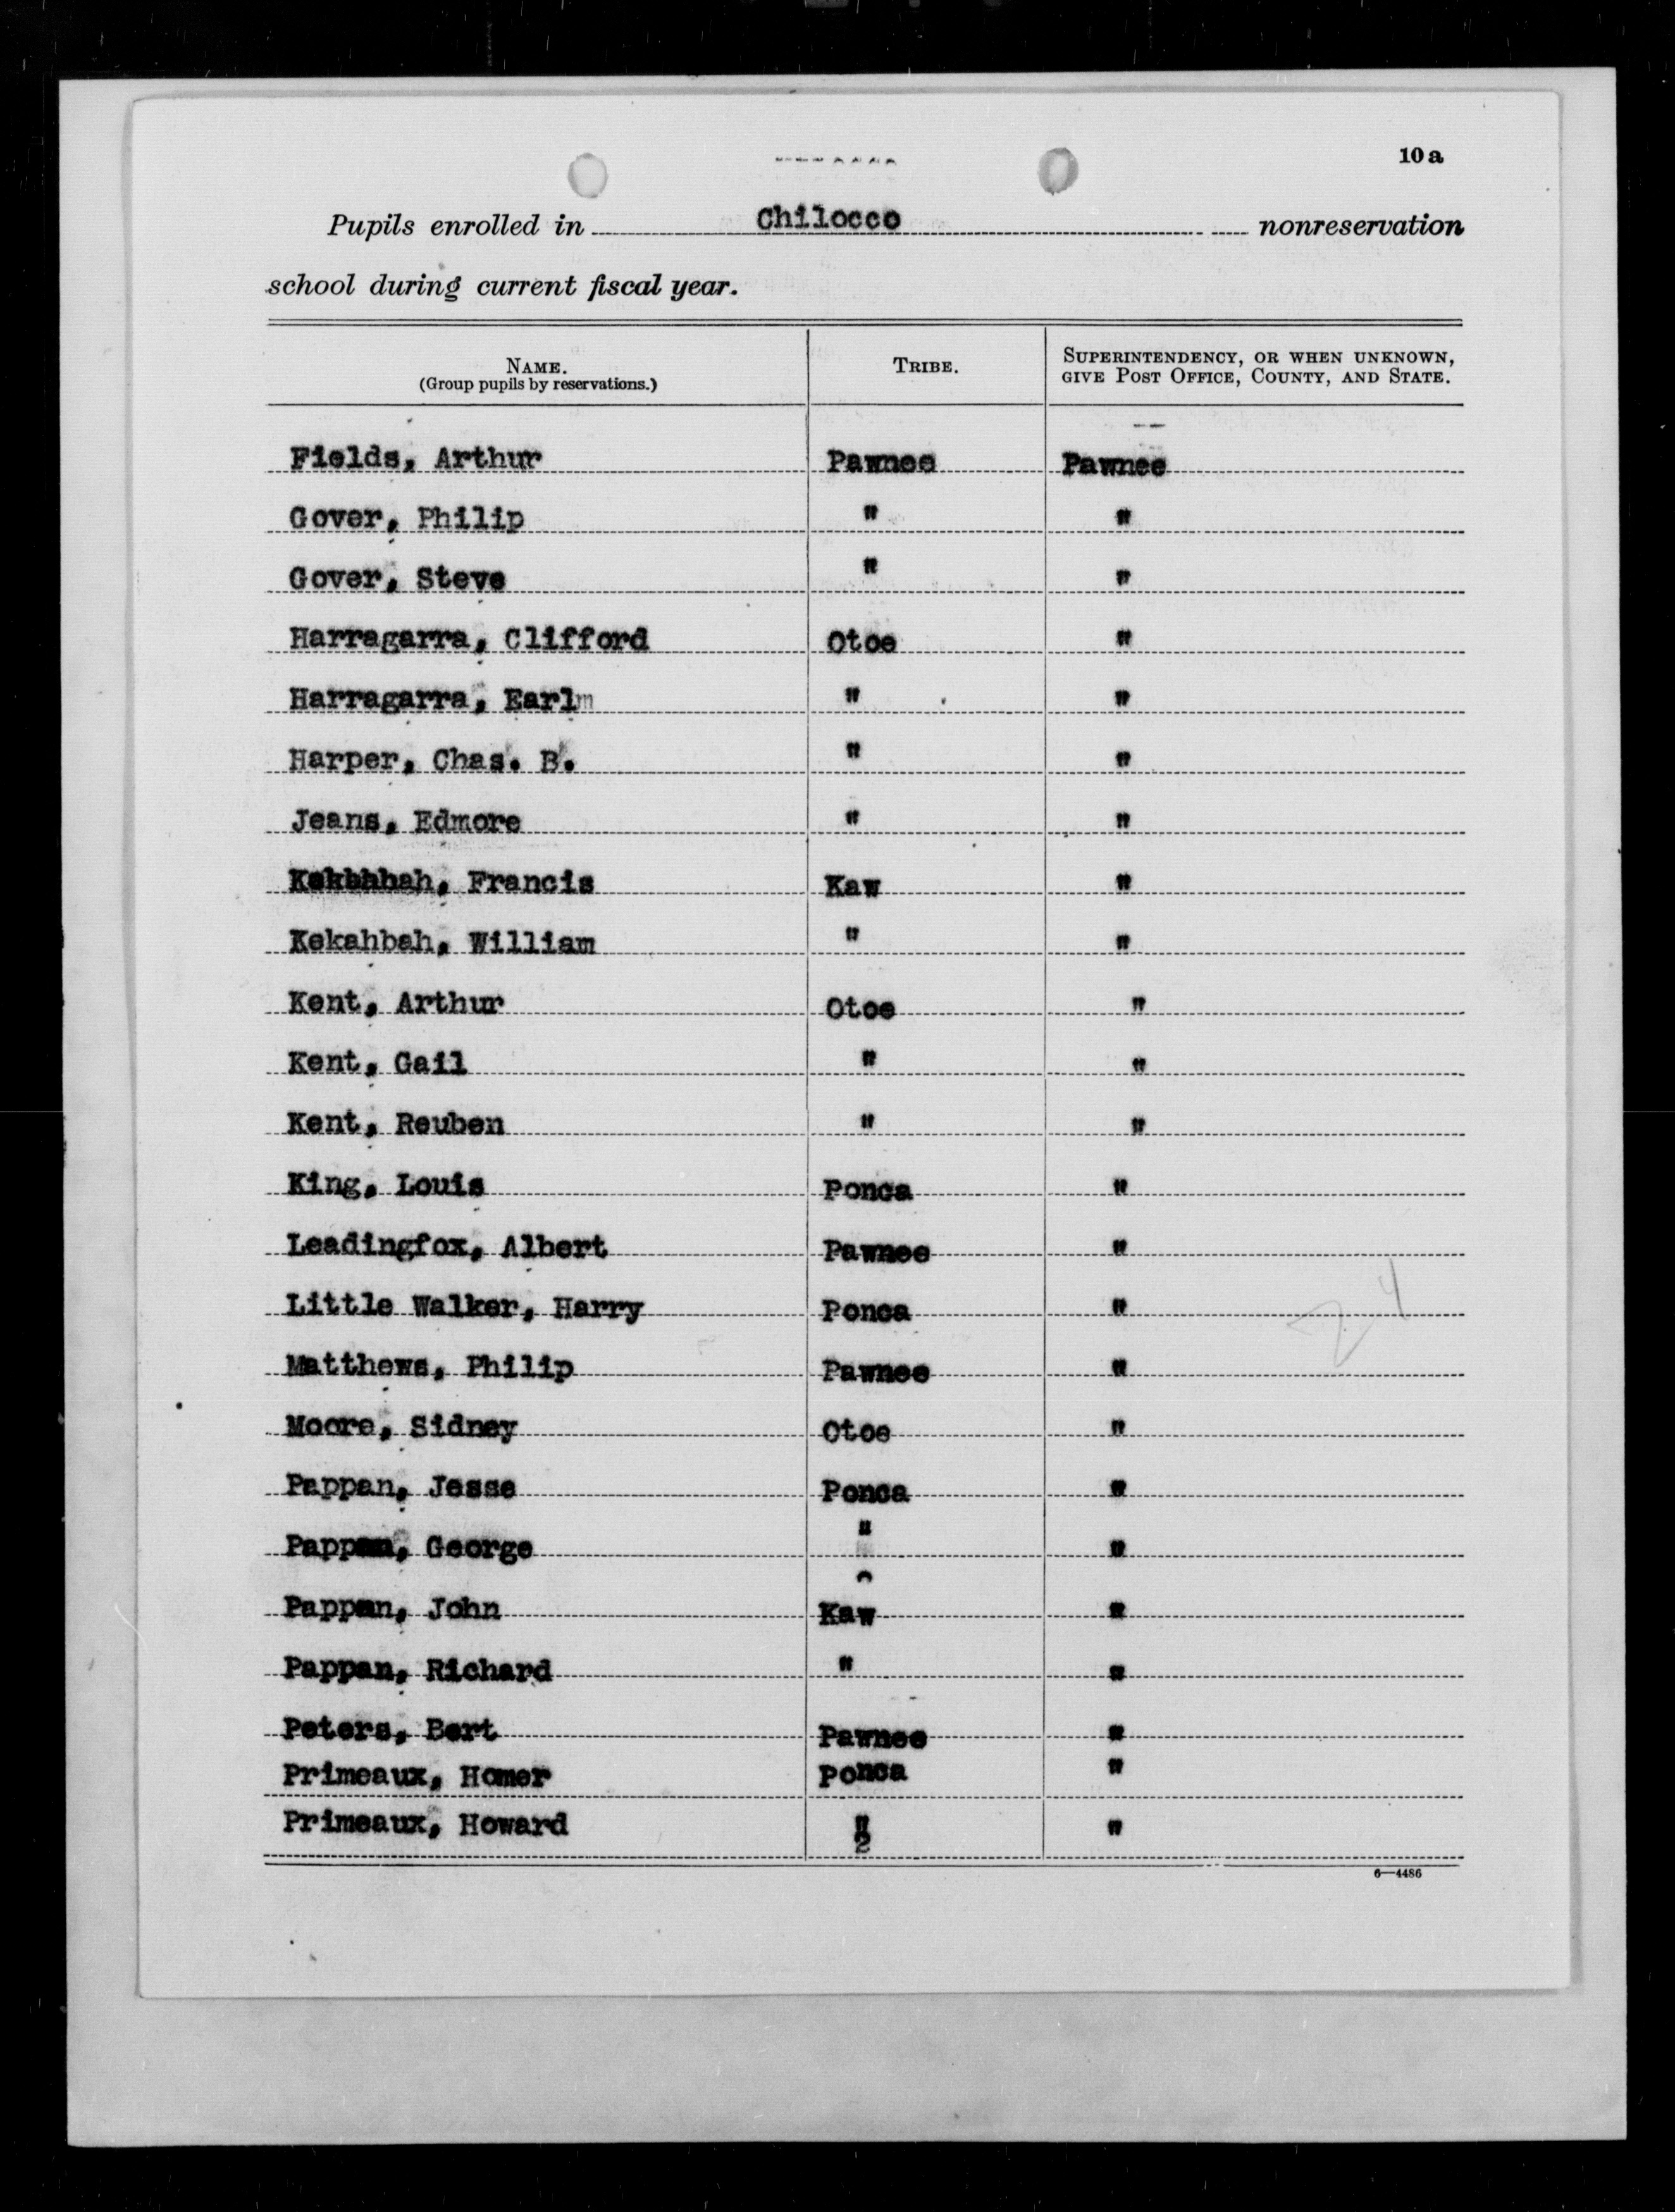 10 a
Pupils enrolled in Chilocco nonreservation
school during current fiscal year.
NAME. TRIBE. SUPERINTENDENCY, OR WHEN UNKNOWN,
(Group pupils by reservations.) GIVE POST OFFICE, COUNTY, AND STATE.
Fields, Arthur Pawnee Pawnee
Gover, Philip " "
Gover, Steve " "
Harragarra, Clifford Otoe "
Harragarra, Earl " "
Harper, Chas. B. " "
Jeans, Edmore " "
Kekahbah, Francis Kaw "
Kekahbah, William " "
Kent, Arthur Otoe "
Kent, Gail " "
Kent, Reuben " "
King, Louis Ponca "
Leadingfox, Albert Pawnee "
Little Walker, Harry Ponca "
Matthews, Philip Pawnee "
Moore, Sidney Otoe "
Pappan, Jesse Ponca "
Pappan, George " "
Pappan, John Kaw "
Pappan, Richard " "
Peters, Bert Pawnee "
Primeaux, Homer Ponca "
Primeaux, Howard " "
2
24
6—4486